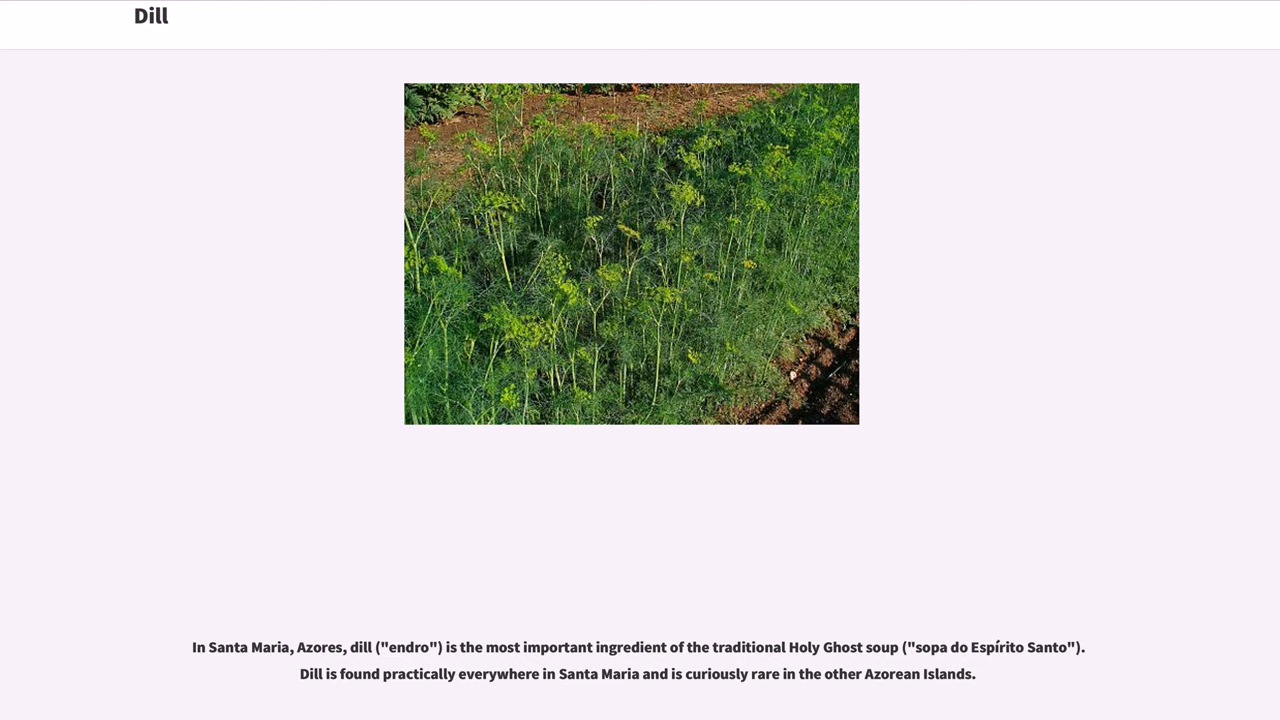 Dill
In Santa Maria, Azores, dill ("endro") is the most important ingredient of the traditional Holy Ghost soup ("sopa do Espírito Santo").
Dill is found practically everywhere in Santa Maria and is curiously rare in the other Azorean Islands.